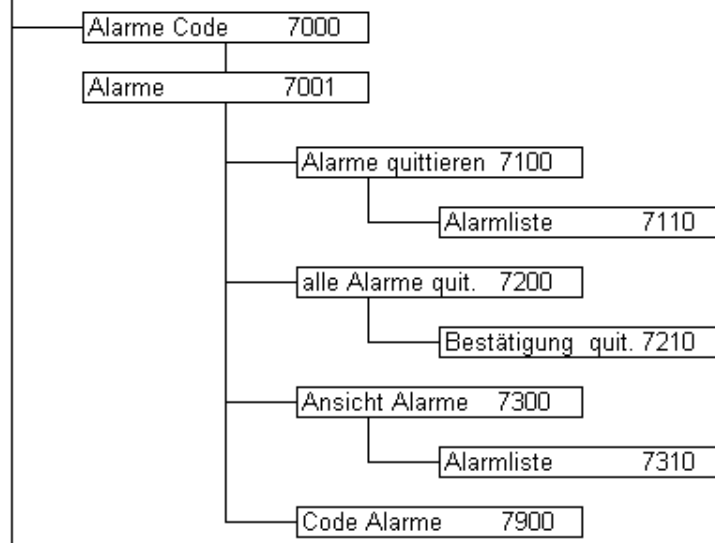 Alarme Code 7000
Alarme 7001
Alarme quittieren 7100
Alarmliste 7110
alle Alarme quit. 7200
Bestätigung quit. 7210
Ansicht Alarme 7300
Alarmliste 7310
Code Alarme 7900